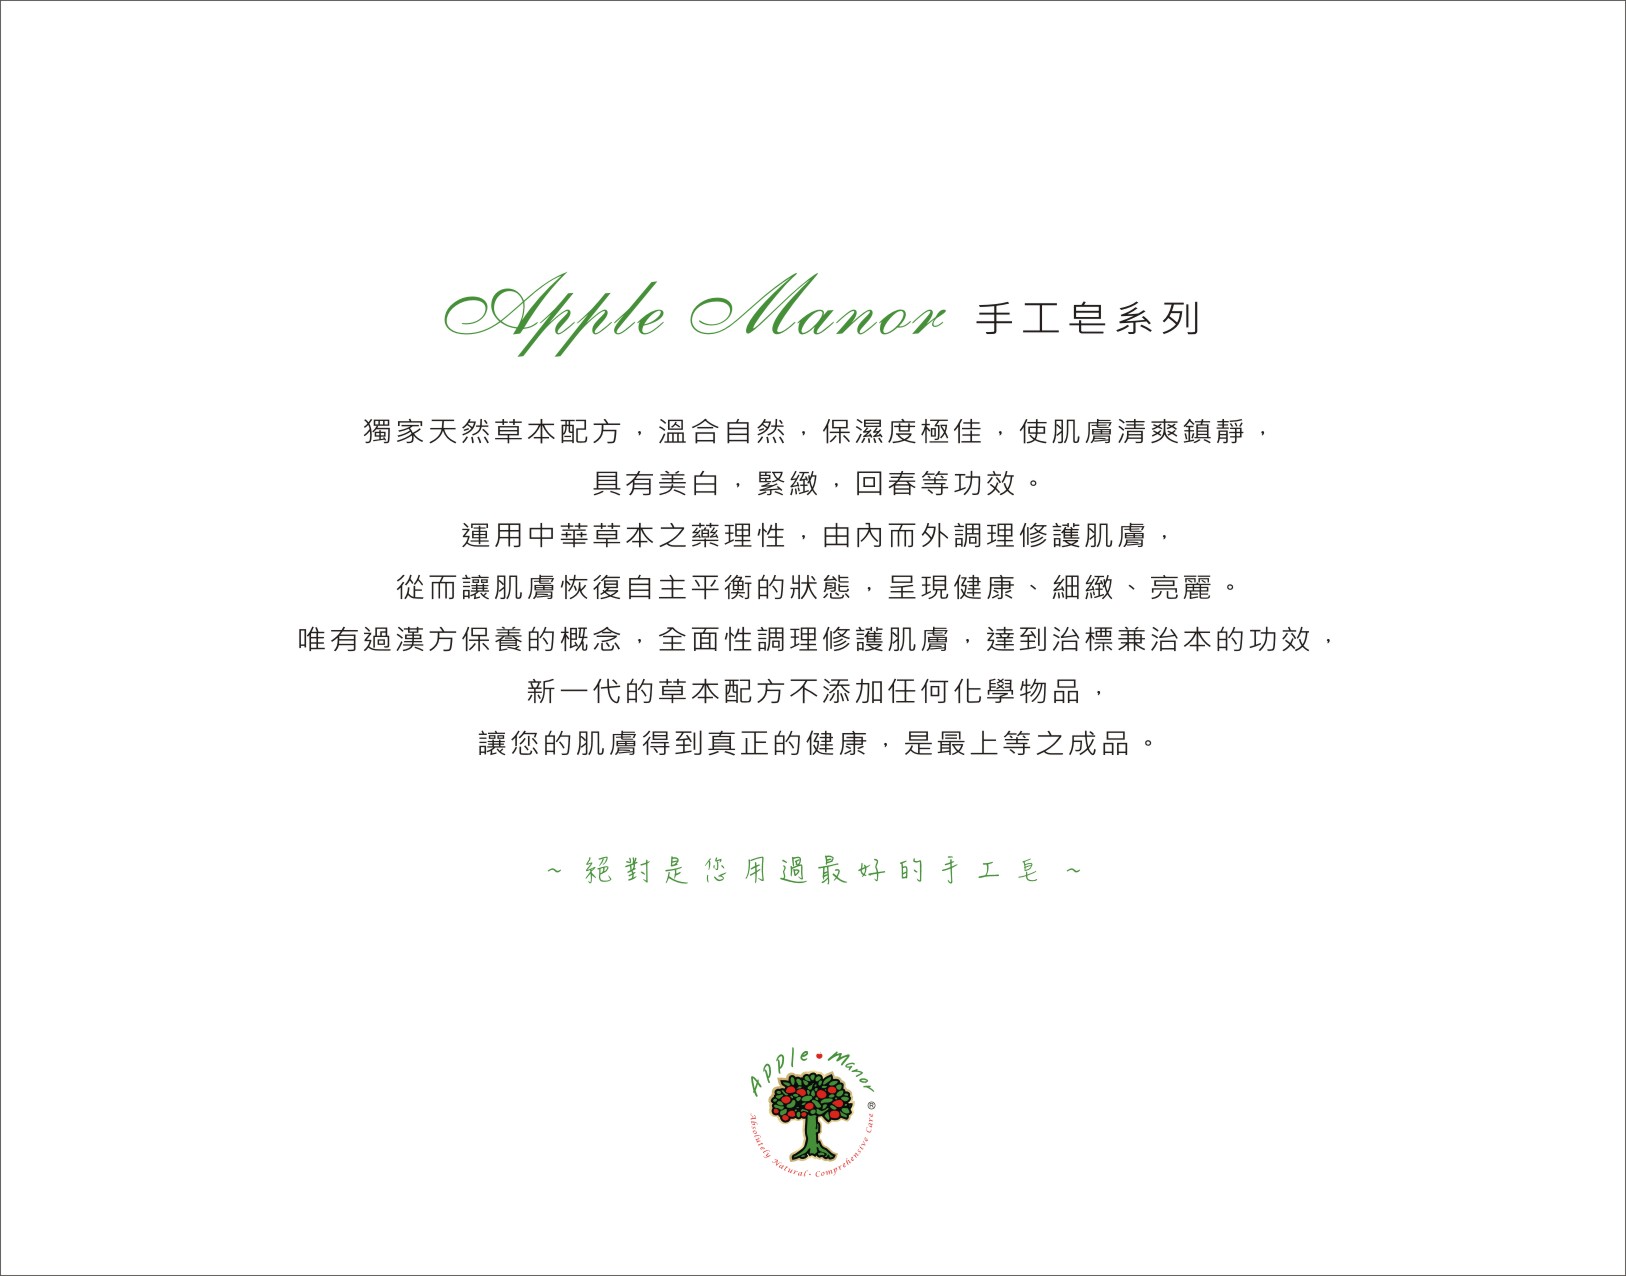 Apple Manor 手工皂系列
獨家天然草本配方，溫合自然，保濕度極佳，使肌膚清爽鎮靜，
具有美白，緊緻，回春等功效。
運用中華草本之藥理性，由內而外調理修護肌膚，
從而讓肌膚恢復自主平衡的狀態，呈現健康、細緻、亮麗。
唯有過漢方保養的概念，全面性調理修護肌膚，達到治標兼治本的功效，
新一代的草本配方不添加任何化學物品，
讓您的肌膚得到真正的健康，是最上等之成品。
~ 絕對是您用過最好的手工皂 ~
Apple Manor ®
Absolutely Natural - Comprehensive Care